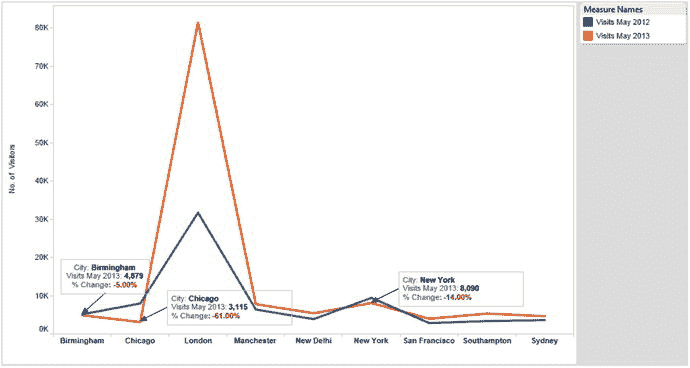 Measure Names
Visits May 2012
Visits May 2013
No. of Visitors
80K
70K
60K
50K
40K
30K
20K
10K
0K
City: Birmingham
Visits May 2013: 4,879
% Change: -5.00%
City: Chicago
Visits May 2013: 3,115
% Change: -61.00%
City: New York
Visits May 2013: 8,090
% Change: -14.00%
Birmingham
Chicago
London
Manchester
New Delhi
New York
San Francisco
Southampton
Sydney